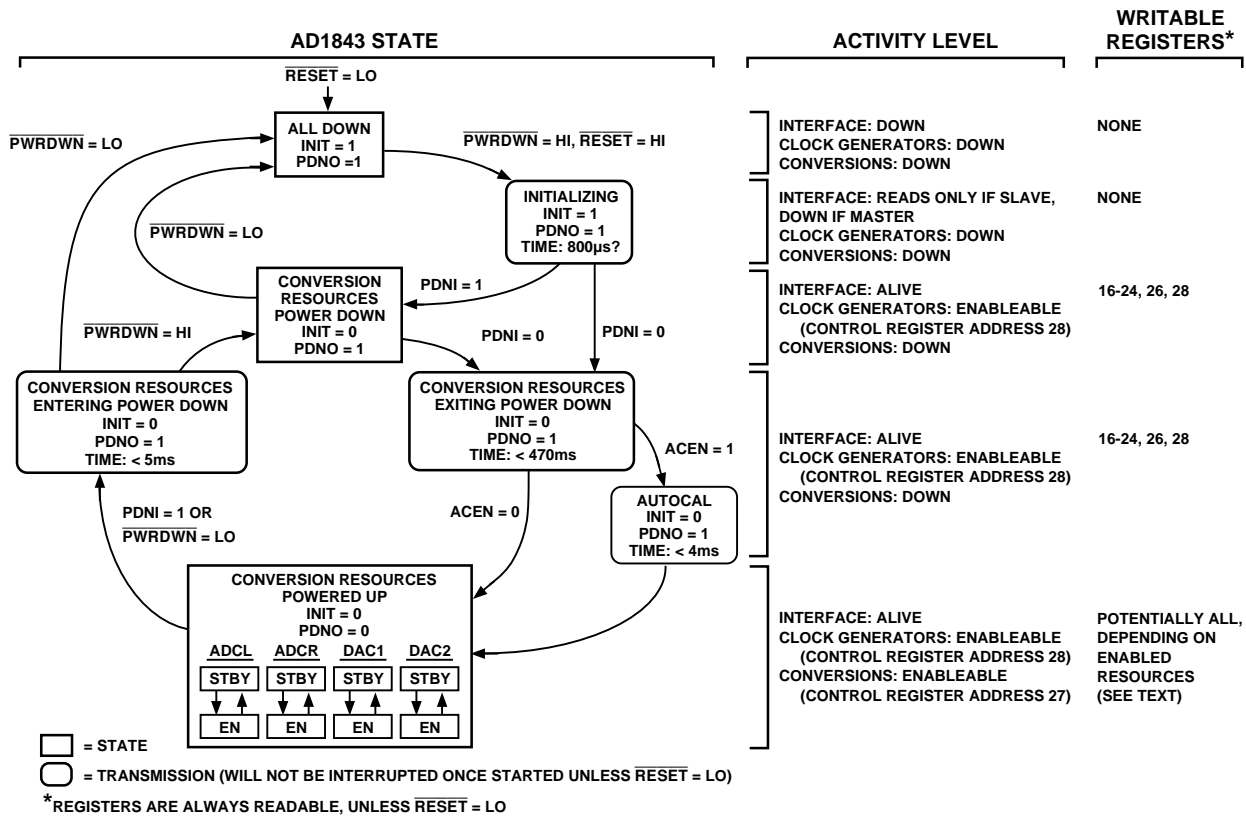 AD1843 STATE
ACTIVITY LEVEL
WRITABLE
REGISTERS*
RESET = LO
ALL DOWN
INIT = 1
PDNO =1
PWRDWN = LO
PWRDWN = HI, RESET = HI
INTERFACE: DOWN
CLOCK GENERATORS: DOWN
CONVERSIONS: DOWN
NONE
INITIALIZING
INIT = 1
PDNO = 1
TIME: 800µs?
PWRDWN = LO
INTERFACE: READS ONLY IF SLAVE,
DOWN IF MASTER
CLOCK GENERATORS: DOWN
CONVERSIONS: DOWN
NONE
CONVERSION
RESOURCES
POWER DOWN
INIT = 0
PDNO = 1
PDNI = 1
PWRDWN = HI
PDNI = 0
PDNI = 0
INTERFACE: ALIVE
CLOCK GENERATORS: ENABLEABLE
(CONTROL REGISTER ADDRESS 28)
CONVERSIONS: DOWN
16-24, 26, 28
CONVERSION RESOURCES
ENTERING POWER DOWN
INIT = 0
PDNO = 1
TIME: < 5ms
CONVERSION RESOURCES
EXITING POWER DOWN
INIT = 0
PDNO = 1
TIME: < 470ms
ACEN = 1
INTERFACE: ALIVE
CLOCK GENERATORS: ENABLEABLE
(CONTROL REGISTER ADDRESS 28)
CONVERSIONS: DOWN
16-24, 26, 28
PDNI = 1 OR
PWRDWN = LO
ACEN = 0
AUTOCAL
INIT = 0
PDNO = 1
TIME: < 4ms
CONVERSION RESOURCES
POWERED UP
INIT = 0
PDNO = 0
ADCL ADCR DAC1 DAC2
STBY STBY STBY STBY
EN EN EN EN
INTERFACE: ALIVE
CLOCK GENERATORS: ENABLEABLE
(CONTROL REGISTER ADDRESS 28)
CONVERSIONS: ENABLEABLE
(CONTROL REGISTER ADDRESS 27)
POTENTIALLY ALL,
DEPENDING ON
ENABLED
RESOURCES
(SEE TEXT)
= STATE
= TRANSMISSION (WILL NOT BE INTERRUPTED ONCE STARTED UNLESS RESET = LO)
*REGISTERS ARE ALWAYS READABLE, UNLESS RESET = LO